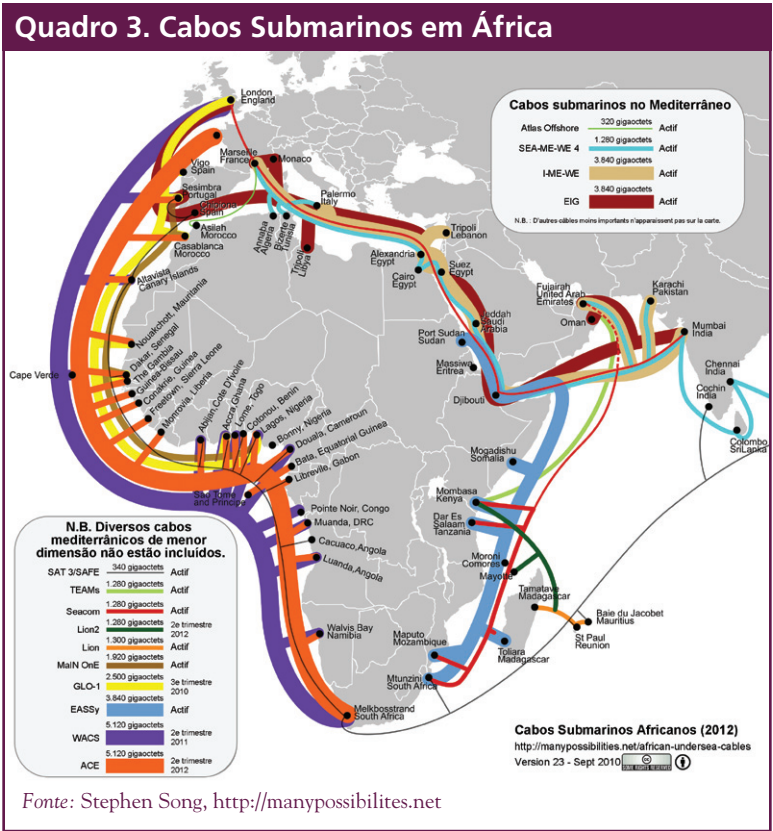 Quadro 3. Cabos Submarinos em África
London
England
Cabos submarinos no Mediterrâneo
320 gigaoctets
Atlas Offshore Actif
1.280 gigaoctets
SEA-ME-WE 4 Actif
3.840 gigaoctets
I-ME-WE Actif
3.840 gigaoctets
EIG Actif
N.B. : D'autres câbles moins importants n'apparaissent pas sur la carte.
Marseille
France
Monaco
Vigo
Spain
Sesimbra
Portugal
Chipiona
Spain
Palermo
Italy
Asilah
Morocco
Casablanca
Morocco
Annaba
Algeria
Bizerte
Tunisia
Tripoli
Libya
Tripoli
Lebanon
Alexandria
Egypt
Cairo
Egypt
Suez
Egypt
Altavista
Canary Islands
Jeddah
Saudi
Arabia
Fujairah
United Arab
Emirates
Oman
Karachi
Pakistan
Mumbai
India
Nouakchott, Mauritania
Dakar, Senegal
The Gambia
Guinea-Bissau
Conikrie, Guinea
Freetown, Sierra Leone
Monrovia, Liberia
Cape Verde
Port Sudan
Sudan
Massiwa
Eritrea
Djibouti
Chennai
India
Cochin
India
Colombo
SriLanka
Abijan,Cote D'Ivoire
Accra,Ghana
Lome, Togo
Cotonou, Benin
Lagos, Nigeria
Bonny, Nigeria
Douala, Cameroun
Bata, Equatorial Guinea
Libreville, Gabon
São Tome
and Principe
Mogadishu
Somalia
Mombasa
Kenya
Dar Es
Salaam
Tanzania
Pointe Noir, Congo
Muanda, DRC
Cacuaco,Angola
Luanda,Angola
Moroni
Comores
Mayotte
Tamatave
Madagascar
Baie du Jacobet
Mauritius
St Paul
Reunion
Walvis Bay
Namibia
Maputo
Mozambique
Toliara
Madagascar
Mtunzini
South Africa
Melkbosstrand
South Africa
N.B. Diversos cabos
mediterrânicos de menor
dimensão não estão incluídos.
340 gigaoctets
SAT 3/SAFE Actif
1.280 gigaoctets
TEAMs Actif
1.280 gigaoctets
Seacom Actif
1.280 gigaoctets
Lion2 2e trimestre
2012
1.300 gigaoctets
Lion Actif
1.920 gigaoctets
MaIN OnE Actif
2.500 gigaoctets
GLO-1 3e trimestre
2010
3.840 gigaoctets
EASSy Actif
5.120 gigaoctets
WACS 2e trimestre
2011
5.120 gigaoctets
ACE 2e trimestre
2012
Cabos Submarinos Africanos (2012)
http://manypossibilities.net/african-undersea-cables
Version 23 - Sept 2010
cc
Fonte: Stephen Song, http://manypossibilites.net